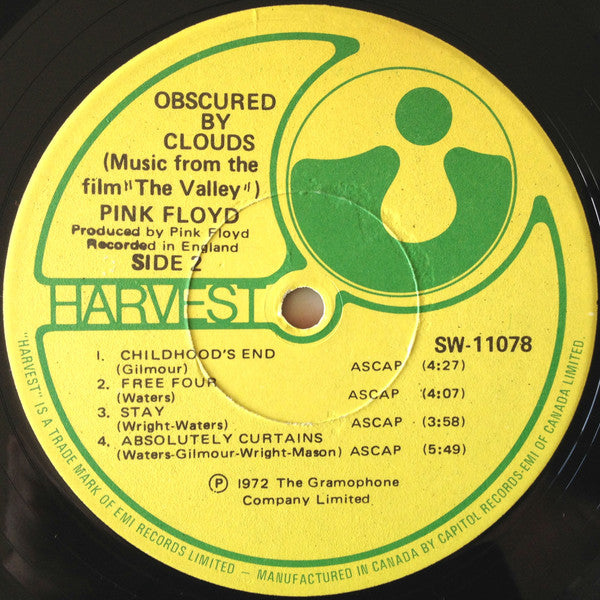 OBSCURED
BY
CLOUDS
(Music from the
film "The Valley")
PINK FLOYD
Produced by Pink Floyd
Recorded in England
SIDE 2
HARVEST
SW-11078
1. CHILDHOOD'S END
(Gilmour) ASCAP (4:27)
2. FREE FOUR
(Waters) ASCAP (4:07)
3. STAY
(Wright-Waters) ASCAP (3:58)
4. ABSOLUTELY CURTAINS
(Waters-Gilmour-Wright-Mason) ASCAP (5:49)
Ⓟ 1972 The Gramophone
Company Limited
"HARVEST" IS A TRADE MARK OF EMI RECORDS LIMITED — MANUFACTURED IN CANADA BY CAPITOL RECORDS-EMI OF CANADA LIMITED.